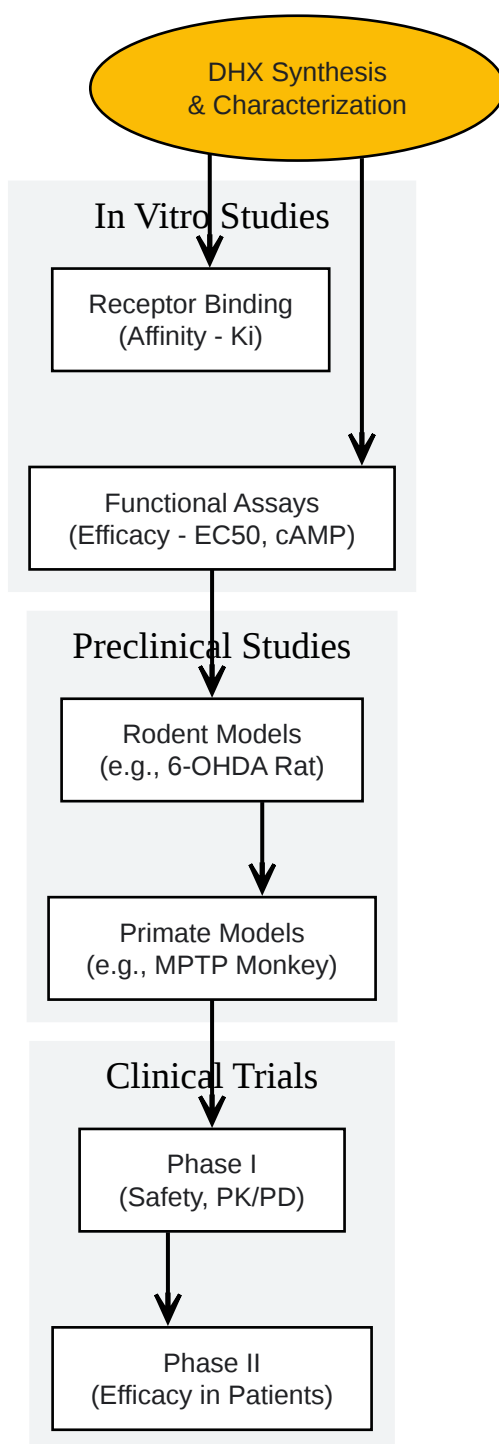 DHX Synthesis
& Characterization
In Vitro Studies
Receptor Binding
(Affinity - Ki)
Functional Assays
(Efficacy - EC50, cAMP)
Preclinical Studies
Rodent Models
(e.g., 6-OHDA Rat)
Primate Models
(e.g., MPTP Monkey)
Clinical Trials
Phase I
(Safety, PK/PD)
Phase II
(Efficacy in Patients)